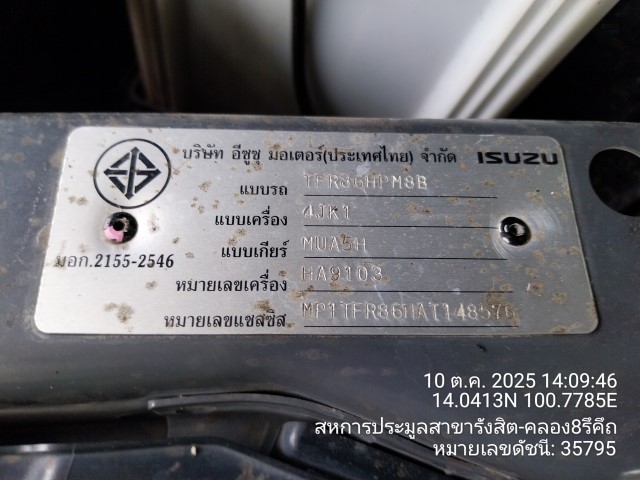 บริษัท อีซูซุ มอเตอร์(ประเทศไทย) จำกัด ISUZU
แบบรถ TFR86HPM8B
แบบเครื่อง 4JK1
แบบเกียร์ MUA5H
มอก.2155-2546
หมายเลขเครื่อง HA9103
หมายเลขแชสซิส MP1TFR86HAT148576
10 ต.ค. 2025 14:09:46
14.0413N 100.7785E
สหการประมูลสาขารังสิต-คลอง8รีคีถ
หมายเลขดัชนี: 35795